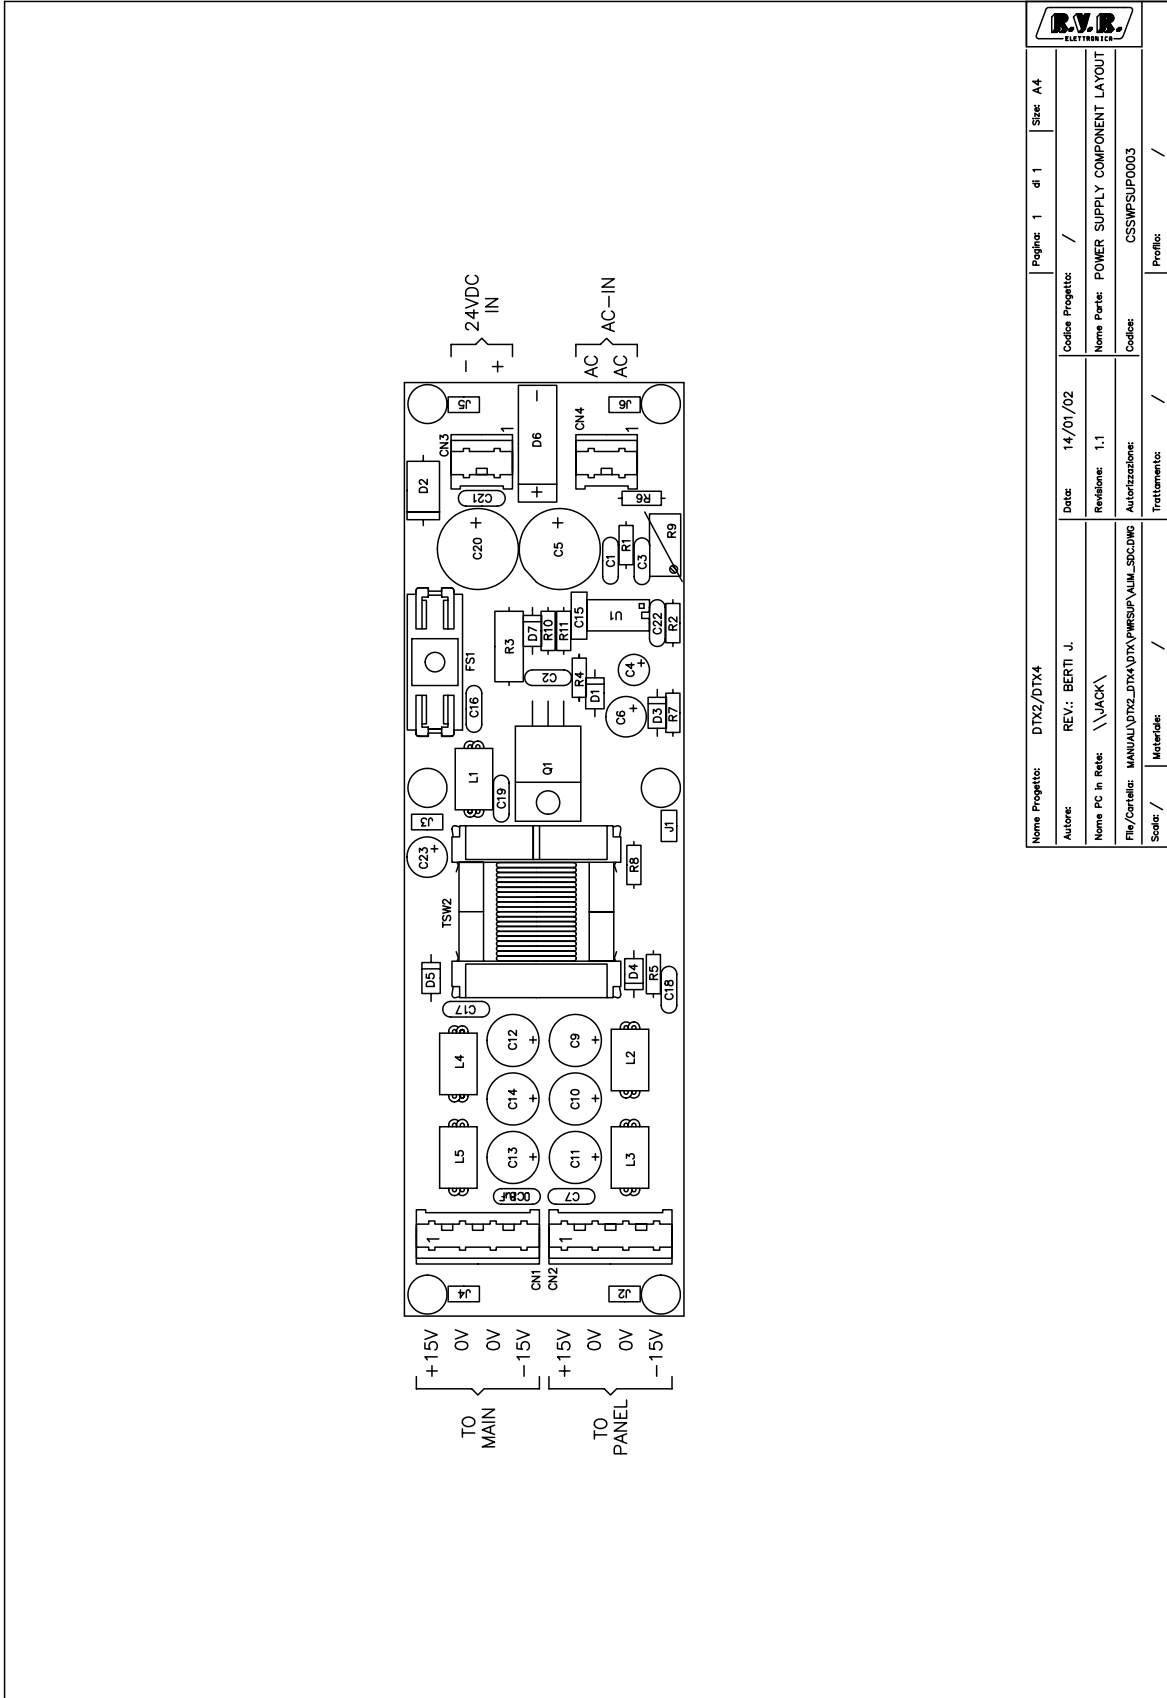 R.V.R.
ELETTRONICA
Nome Progetto: DTX2/DTX4
Pagina: 1 di 1
Size: A4
Autore: REV.: BERTI J.
Data: 14/01/02
Codice Progetto: /
Nome PC in Rete: \\JACK\
Revisione: 1.1
Nome Parte: POWER SUPPLY COMPONENT LAYOUT
File/Cartella: MANUALI\DTX2_DTX4\DTX\PWRSUP\ALIM_SDC.DWG
Autorizzazione:
Codice: CSSWPSUP0003
Scala: /
Materiale: /
Trattamento: /
Profilo: /
24VDC
IN
-
+
AC-IN
AC
AC
J5
J6
CN3
1
CN4
1
D2
D6
-
+
C21
R6
C20
+
C5
+
C1
R1
C3
R9
FS1
R3
D7
R10
R11
C15
U1
C22
R2
C2
R4
D1
C4
+
C16
C6
+
D3
R7
L1
Q1
C19
J3
J1
C23
+
TSW2
R8
D5
D4
R5
C18
C17
L4
C12
+
C9
+
L2
C14
+
C10
+
L5
C13
+
C11
+
L3
C7
1
1
CN1
CN2
J4
J2
+15V
0V
0V
-15V
+15V
0V
0V
-15V
TO
MAIN
TO
PANEL